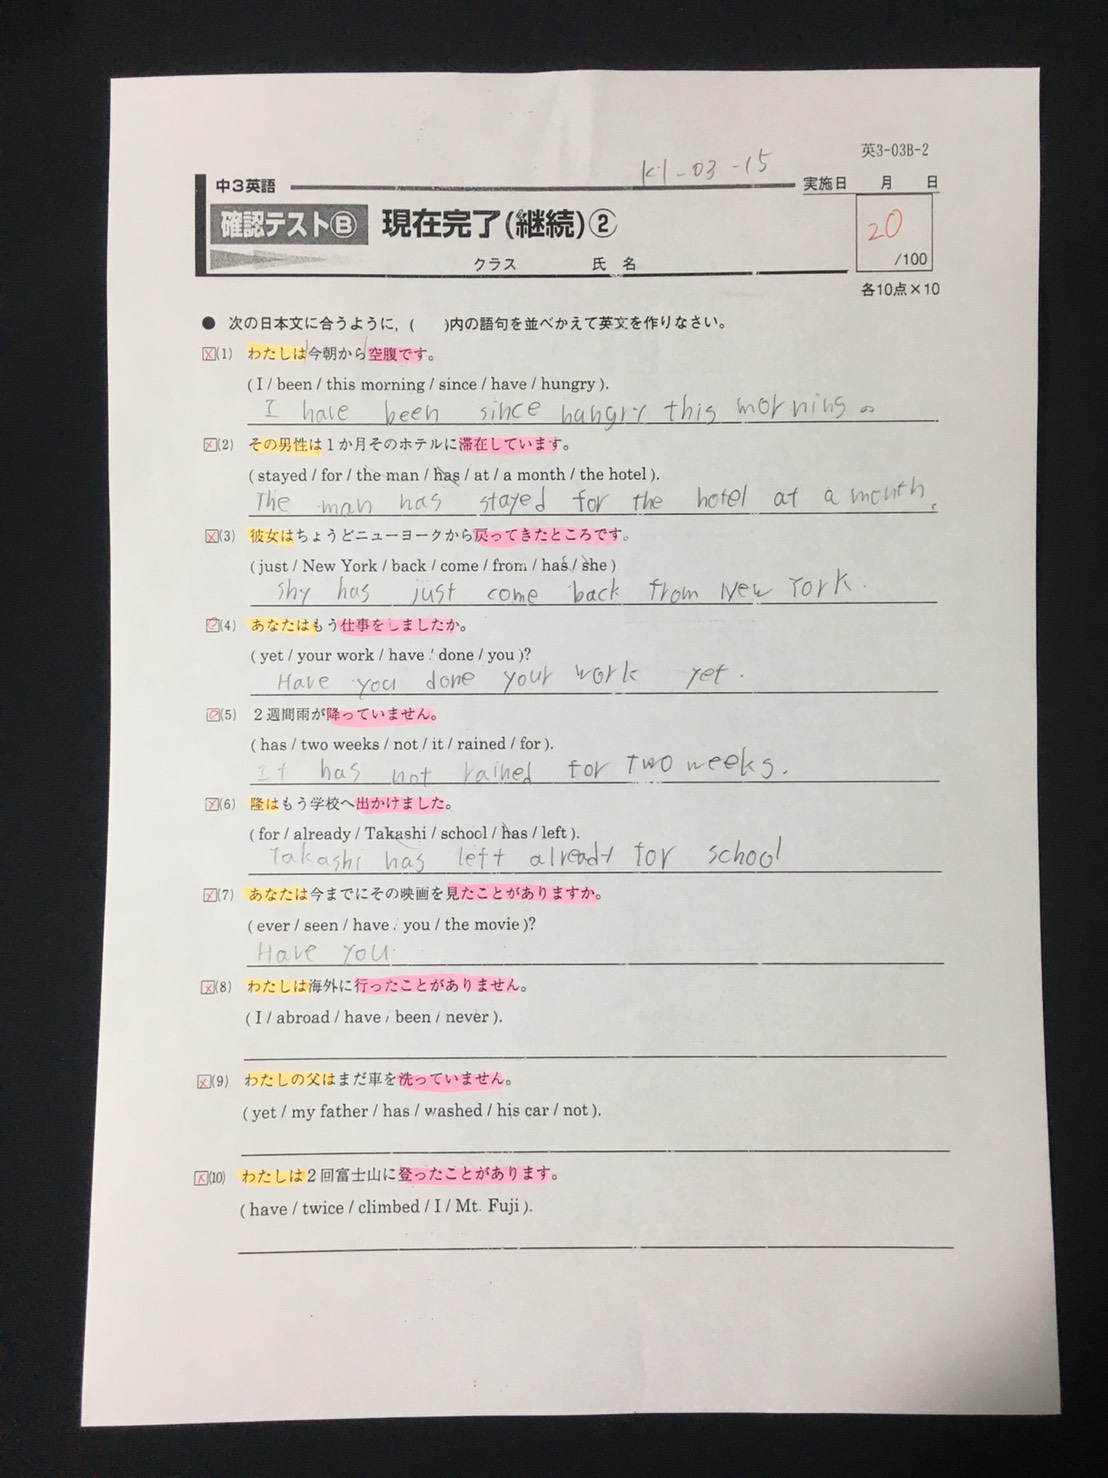 英3-03B-2
K1-03-15
中3英語
実施日 月 日
確認テストⒷ 現在完了(継続)②
20
/100
クラス 氏 名
各10点×10
● 次の日本文に合うように, ( )内の語句を並べかえて英文を作りなさい。
(1) わたしは今朝から空腹です。
( I / been / this morning / since / have / hungry ).
I have been since hangry this morning 。
(2) その男性は1か月そのホテルに滞在しています。
( stayed / for / the man / has / at / a month / the hotel ).
The man has stayed for the hotel at a month.
(3) 彼女はちょうどニューヨークから戻ってきたところです。
( just / New York / back / come / from / has / she )
Shy has just come back from New York.
(4) あなたはもう仕事をしましたか。
( yet / your work / have / done / you )?
Have you done your work yet.
(5) 2週間雨が降っていません。
( has / two weeks / not / it / rained / for ).
It has not rained for two weeks.
(6) 隆はもう学校へ出かけました。
( for / already / Takashi / school / has / left ).
Takashi has left already for school
(7) あなたは今までにその映画を見たことがありますか。
( ever / seen / have / you / the movie )?
Have you
(8) わたしは海外に行ったことがありません。
( I / abroad / have / been / never ).
(9) わたしの父はまだ車を洗っていません。
( yet / my father / has / washed / his car / not ).
(10) わたしは2回富士山に登ったことがあります。
( have / twice / climbed / I / Mt. Fuji ).